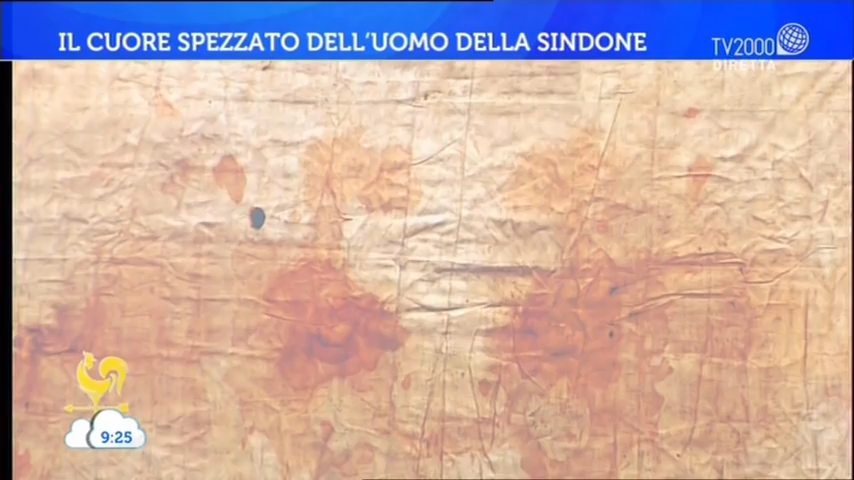 IL CUORE SPEZZATO DELL'UOMO DELLA SINDONE
TV2000
DIRETTA
9:25